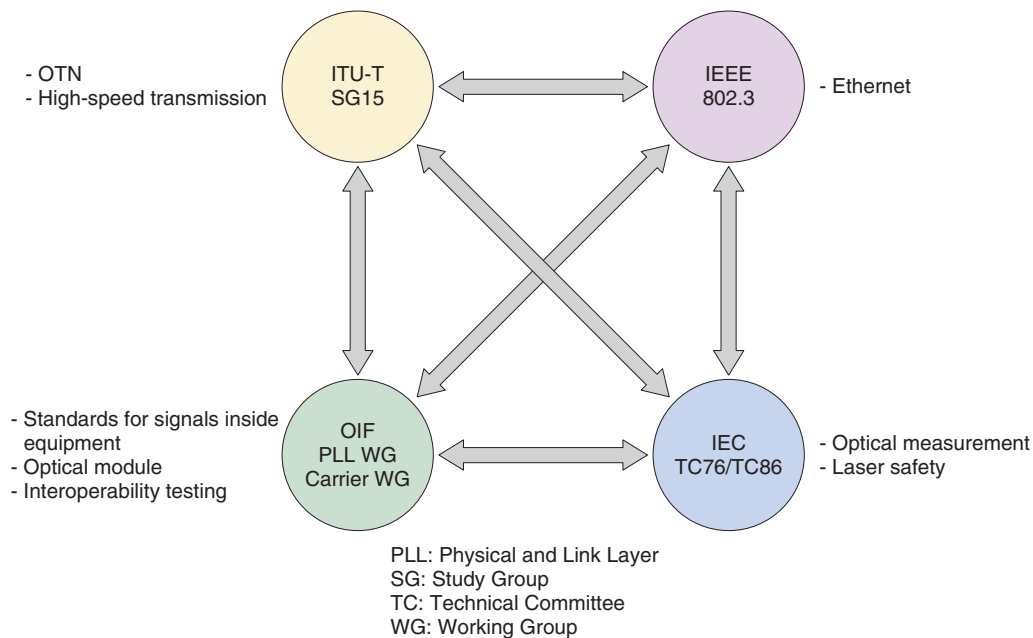 - OTN
- High-speed transmission
ITU-T
SG15
IEEE
802.3
- Ethernet
- Standards for signals inside
equipment
- Optical module
- Interoperability testing
OIF
PLL WG
Carrier WG
IEC
TC76/TC86
- Optical measurement
- Laser safety
PLL: Physical and Link Layer
SG: Study Group
TC: Technical Committee
WG: Working Group